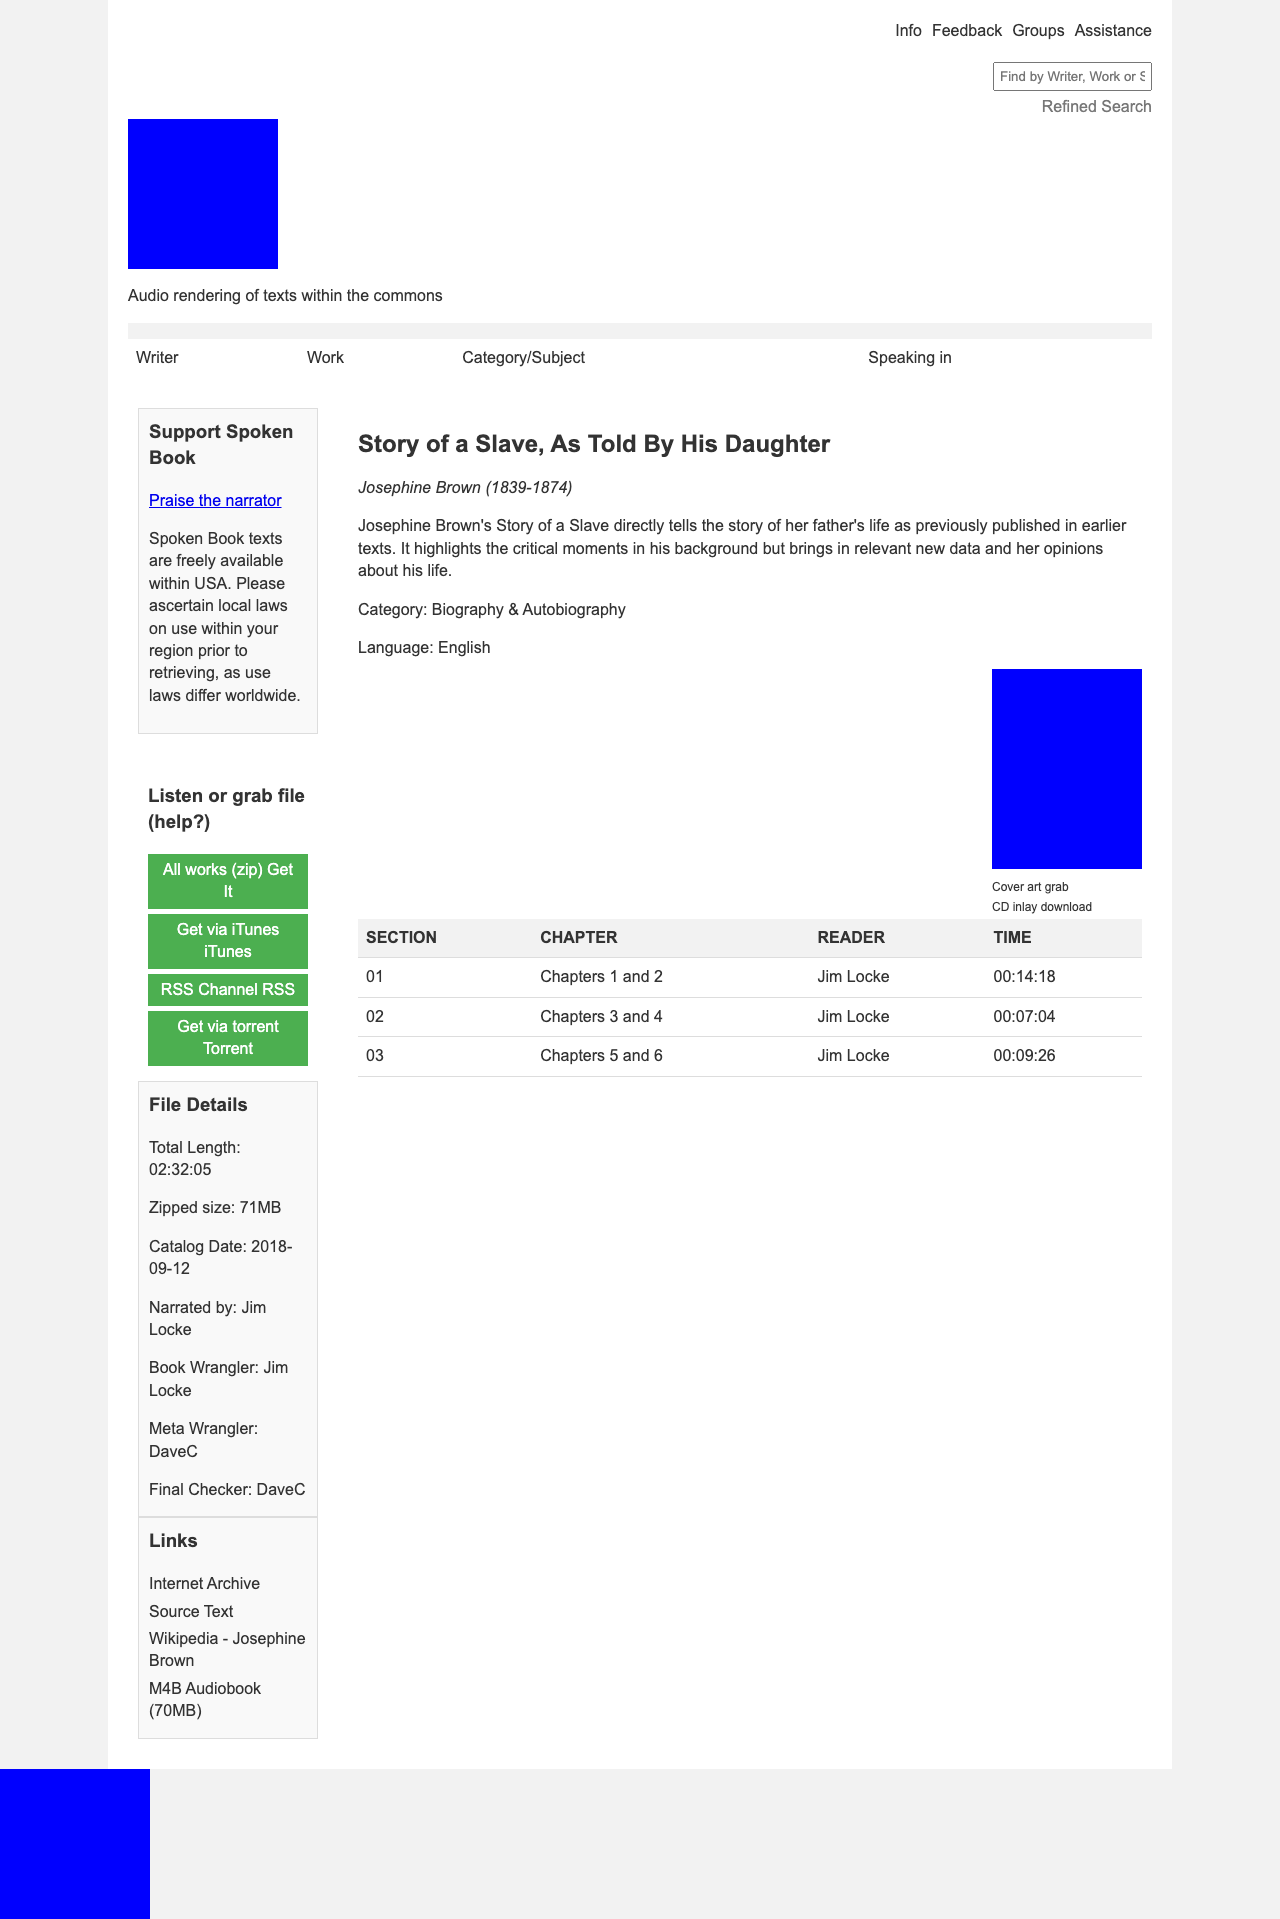 Info Feedback Groups Assistance
Find by Writer, Work or S
Refined Search
Audio rendering of texts within the commons
Writer Work Category/Subject Speaking in
Support Spoken
Book
Praise the narrator
Spoken Book texts
are freely available
within USA. Please
ascertain local laws
on use within your
region prior to
retrieving, as use
laws differ worldwide.
Listen or grab file
(help?)
All works (zip) Get
It
Get via iTunes
iTunes
RSS Channel RSS
Get via torrent
Torrent
File Details
Total Length:
02:32:05
Zipped size: 71MB
Catalog Date: 2018-
09-12
Narrated by: Jim
Locke
Book Wrangler: Jim
Locke
Meta Wrangler:
DaveC
Final Checker: DaveC
Links
Internet Archive
Source Text
Wikipedia - Josephine
Brown
M4B Audiobook
(70MB)
Story of a Slave, As Told By His Daughter
Josephine Brown (1839-1874)
Josephine Brown's Story of a Slave directly tells the story of her father's life as previously published in earlier
texts. It highlights the critical moments in his background but brings in relevant new data and her opinions
about his life.
Category: Biography & Autobiography
Language: English
Cover art grab
CD inlay download
SECTION CHAPTER READER TIME
01 Chapters 1 and 2 Jim Locke 00:14:18
02 Chapters 3 and 4 Jim Locke 00:07:04
03 Chapters 5 and 6 Jim Locke 00:09:26